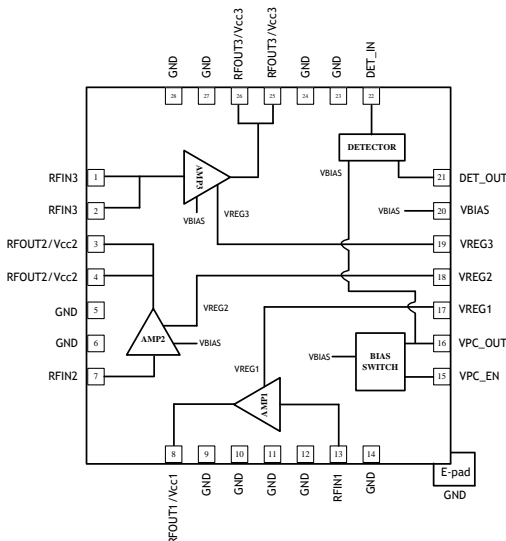 GND
GND
RFOUT3/Vcc3
RFOUT3/Vcc3
GND
GND
DET_IN
28
27
26
25
24
23
22
DETECTOR
RFIN3
1
AMP3
VBIAS
21
DET_OUT
RFIN3
2
VBIAS
VREG3
VBIAS
20
VBIAS
RFOUT2/Vcc2
3
19
VREG3
RFOUT2/Vcc2
4
18
VREG2
GND
5
VREG2
17
VREG1
GND
6
AMP2
VBIAS
16
VPC_OUT
VBIAS
BIAS
SWITCH
RFIN2
7
VREG1
15
VPC_EN
AMP1
8
9
10
11
12
13
14
RFOUT1/Vcc1
GND
GND
GND
GND
RFIN1
GND
E-pad
GND